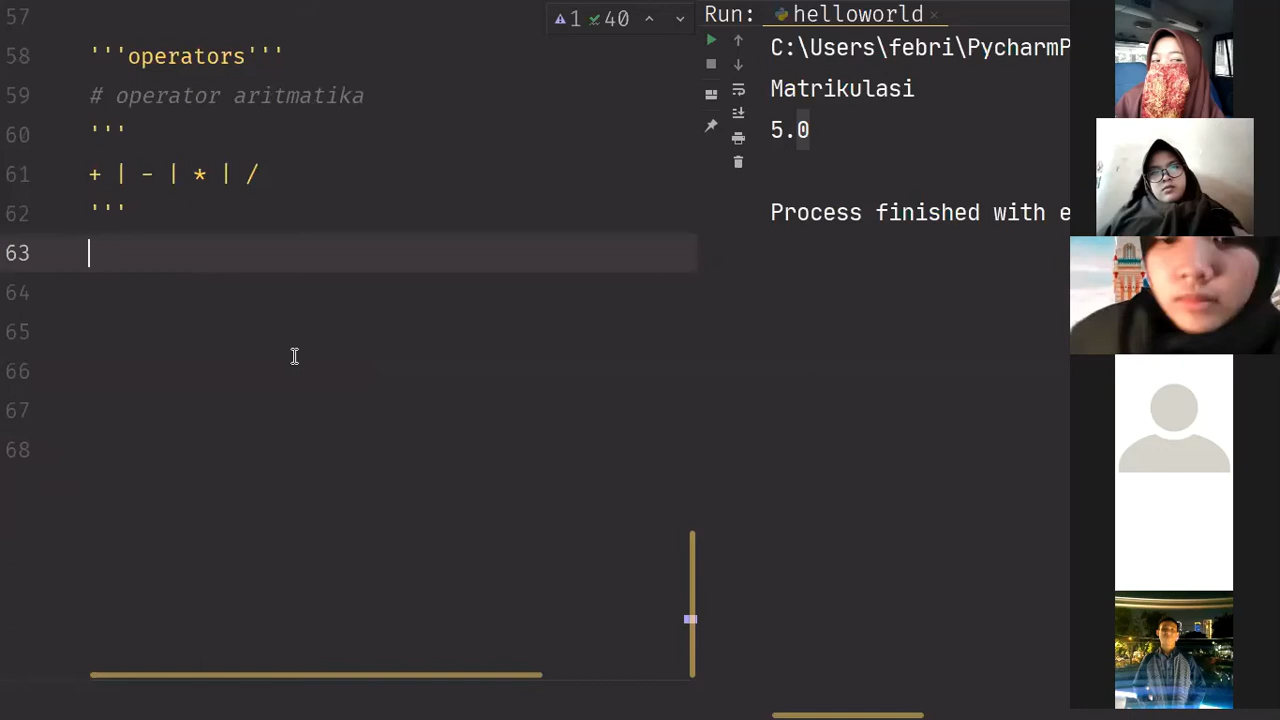 57
58 '''operators'''
59 # operator aritmatika
60 '''
61 + | - | * | /
62 '''
63
64
65
66
67
68
1 40
Run: helloworld
C:\Users\febri\PycharmP
Matrikulasi
5.0
Process finished with e